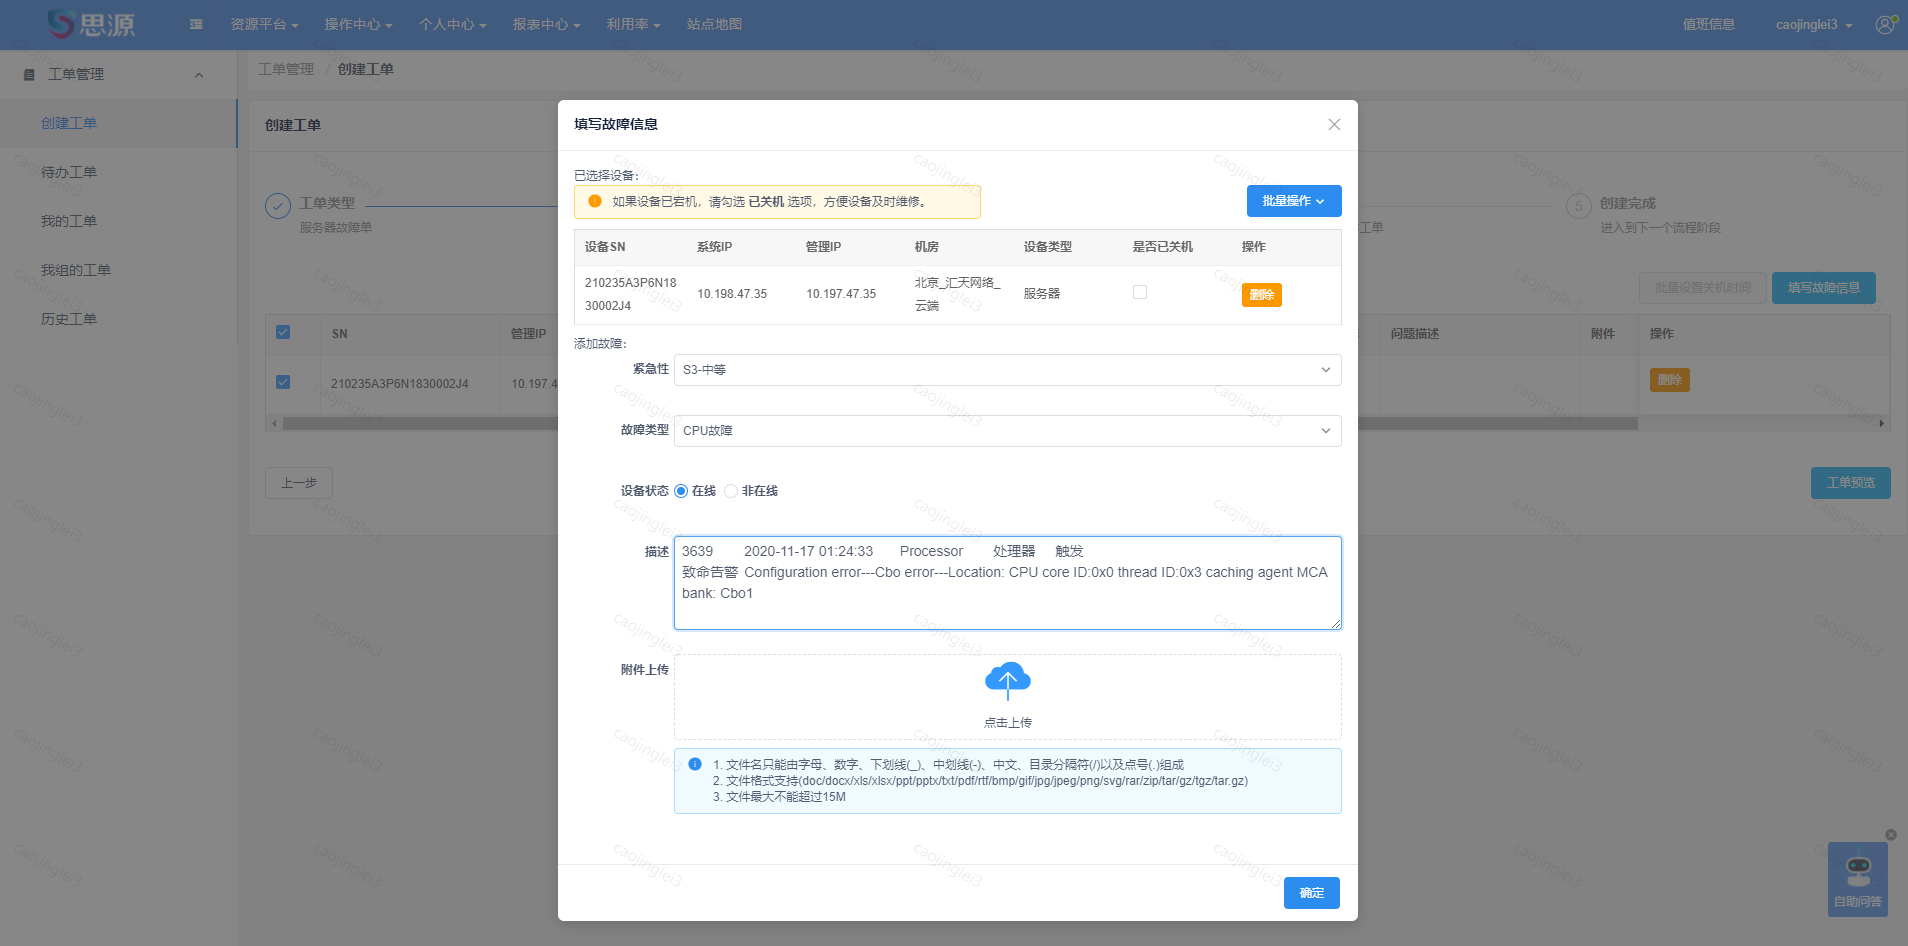 思源
资源平台
操作中心
个人中心
报表中心
利用率
站点地图
值班信息
caojinglei3
工单管理
创建工单
待办工单
我的工单
我组的工单
历史工单
工单管理 / 创建工单
创建工单
工单类型
服务器故障单
工单
5
创建完成
进入到下一个流程阶段
批量设置关机时间
填写故障信息
SN
管理IP
问题描述
附件
操作
210235A3P6N1830002J4
10.197.4
删除
上一步
工单预览
填写故障信息
已选择设备：
如果设备已宕机，请勾选 已关机 选项，方便设备及时维修。
批量操作
设备SN
系统IP
管理IP
机房
设备类型
是否已关机
操作
210235A3P6N18
30002J4
10.198.47.35
10.197.47.35
北京_汇天网络_
云端
服务器
删除
添加故障：
紧急性
S3-中等
故障类型
CPU故障
设备状态
在线
非在线
描述
3639 2020-11-17 01:24:33 Processor 处理器 触发
致命告警 Configuration error---Cbo error---Location: CPU core ID:0x0 thread ID:0x3 caching agent MCA
bank: Cbo1
附件上传
点击上传
1. 文件名只能由字母、数字、下划线(_)、中划线(-)、中文、目录分隔符(/)以及点号(.)组成
2. 文件格式支持(doc/docx/xls/xlsx/ppt/pptx/txt/pdf/rtf/bmp/gif/jpg/jpeg/png/svg/rar/zip/tar/gz/tgz/tar.gz)
3. 文件最大不能超过15M
确定
自助问答